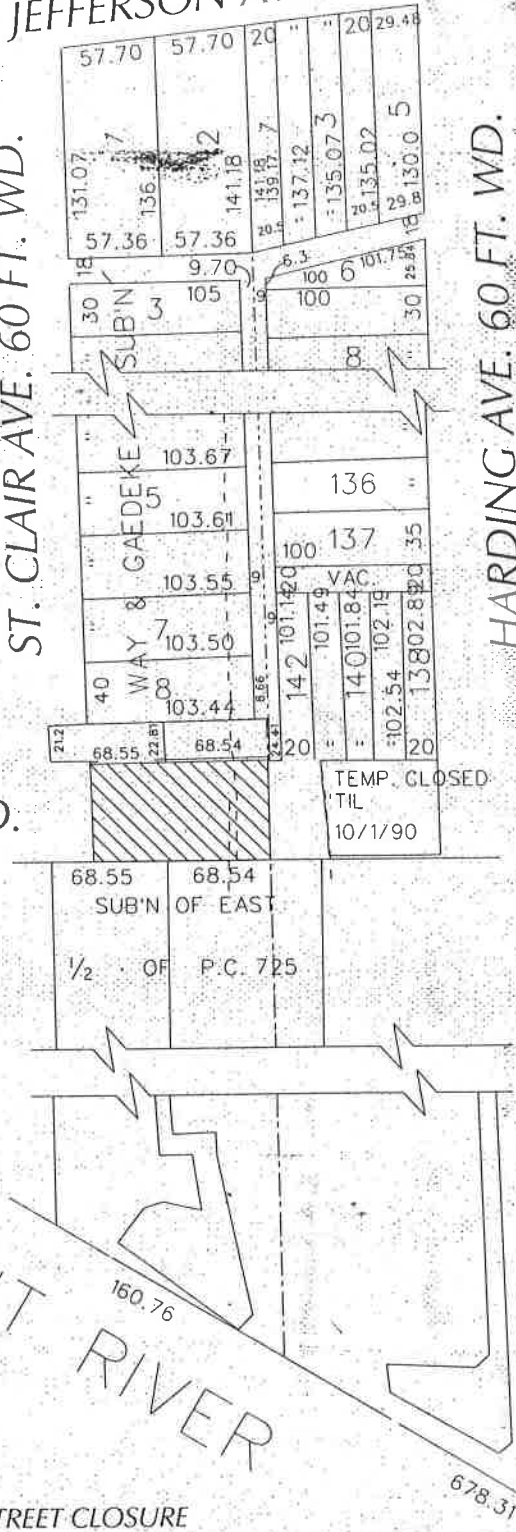 JEFFERSON A
57.70 57.70 20 " " 20 29.48
ST. CLAIR AVE. 60 FT. WD.
HARDING AVE. 60 FT. WD.
131.07 1 136. 2 141.18 141.18 139.17 7 " 137.12 " 135.07 3 135.02 130.0 5
57.36 57.36 20.5 20.5 29.8
18 9.70 6.3 18
30 3 105 9 100 6 101.75 25.84
100 30
8
WAY & GAEDEKE SUB'N
" 103.67
136 "
" 5 103.61
100 137 35
" 103.55 9 20 VAC. 20
" 7 103.50 9 101.14 101.49 101.84 102.19 102.89
142 " 140 102.54 138
40 8 103.44 8.66
21.2 68.55 22.81 68.54 24.4 20 " " " 20
TEMP. CLOSED
TIL
10/1/90
D.
68.55 68.54
SUB'N OF EAST
1/2 OF P.C. 725
160.76
T RIVER
678.31
TREET CLOSURE